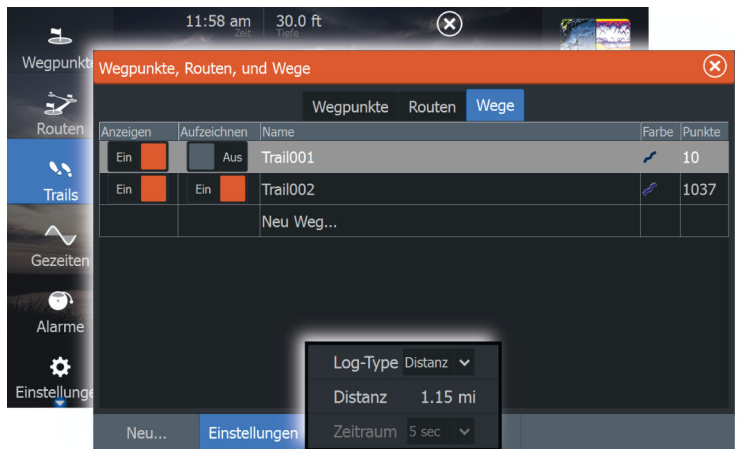 11:58 am 30.0 ft
Zeit Tiefe
Wegpunkte
Routen
Trails
Gezeiten
Alarme
Einstellunge
Wegpunkte, Routen, und Wege
Wegpunkte Routen Wege
Anzeigen Aufzeichnen Name Farbe Punkte
Ein Aus Trail001 10
Ein Ein Trail002 1037
Neu Weg...
Log-Type Distanz
Distanz 1.15 mi
Zeitraum 5 sec
Neu... Einstellungen